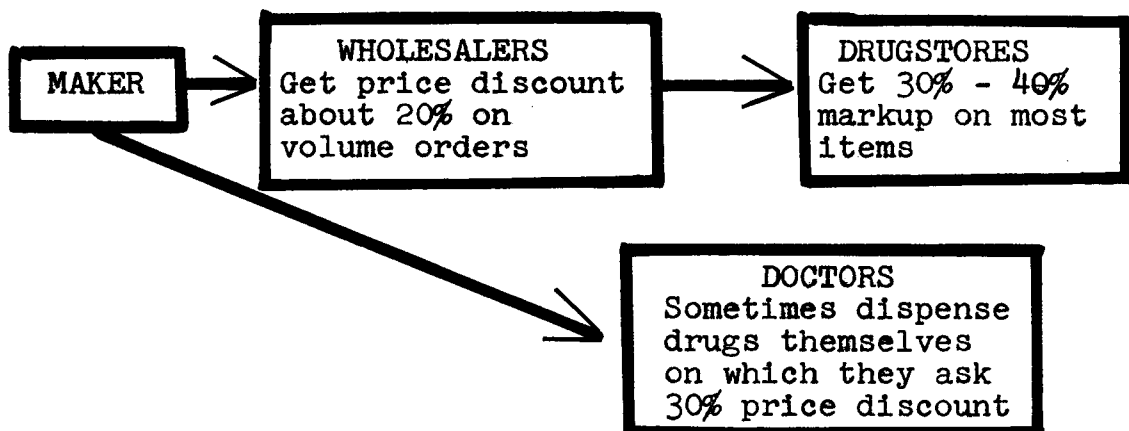 MAKER
WHOLESALERS
Get price discount
about 20% on
volume orders
DRUGSTORES
Get 30% - 40%
markup on most
items
DOCTORS
Sometimes dispense
drugs themselves
on which they ask
30% price discount